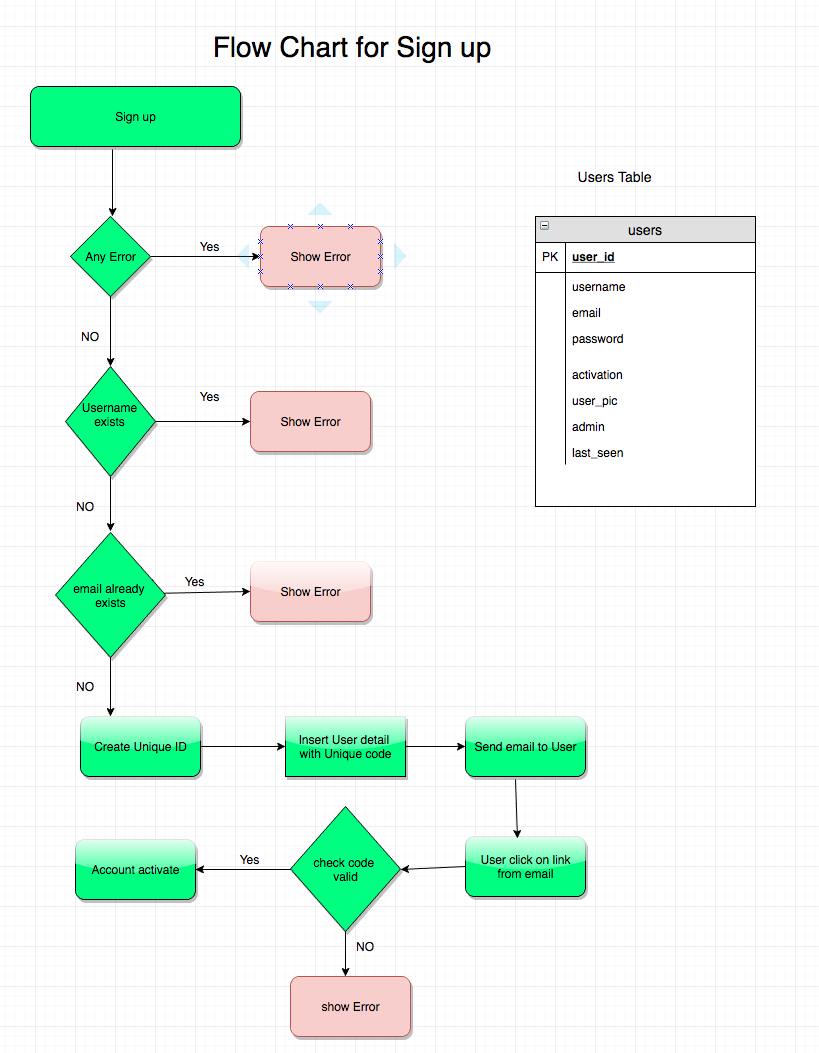 Flow Chart for Sign up
Sign up
Users Table
users
PK
user_id
Any Error
Yes
Show Error
username
email
password
NO
activation
user_pic
admin
last_seen
Username
exists
Yes
Show Error
NO
email already
exists
Yes
Show Error
NO
Create Unique ID
Insert User detail
with Unique code
Send email to User
User click on link
from email
check code
valid
Yes
Account activate
NO
show Error